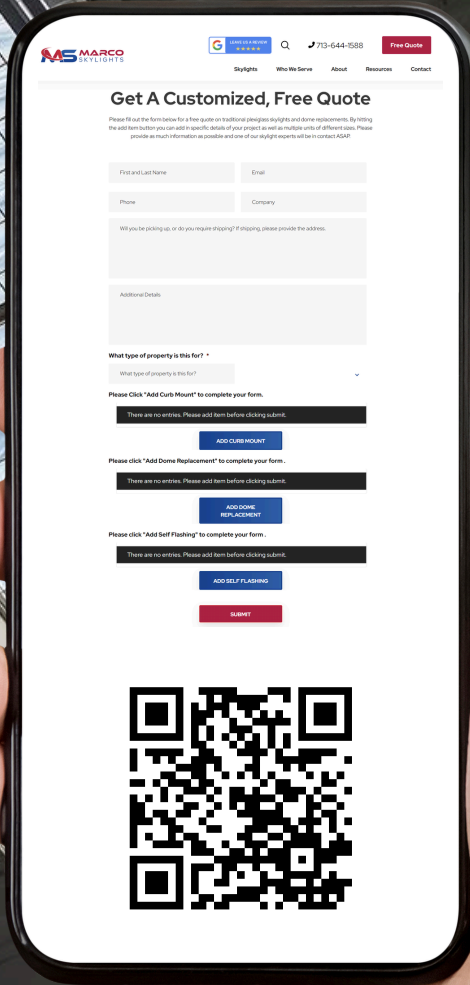 MS MARCO
SKYLIGHTS
G LEAVE US A REVIEW
★★★★★
713-644-1588
Free Quote
Skylights Who We Serve About Resources Contact
Get A Customized, Free Quote
Please fill out the form below for a free quote on traditional plexiglass skylights and dome replacements. By hitting
the add item button you can add in specific details of your project as well as multiple units of different sizes. Please
provide as much information as possible and one of our skylight experts will be in contact ASAP.
First and Last Name Email
Phone Company
Will you be picking up, or do you require shipping? If shipping, please provide the address.
Additional Details
What type of property is this for? *
What type of property is this for?
Please Click "Add Curb Mount" to complete your form.
There are no entries. Please add item before clicking submit.
ADD CURB MOUNT
Please click "Add Dome Replacement" to complete your form .
There are no entries. Please add item before clicking submit.
ADD DOME
REPLACEMENT
Please click "Add Self Flashing" to complete your form .
There are no entries. Please add item before clicking submit.
ADD SELF FLASHING
SUBMIT